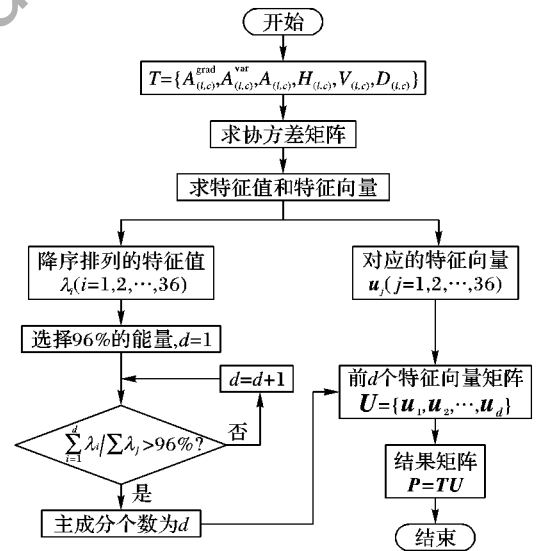 开始
T={A^{grad}_{(i,c)},A^{var}_{(i,c)},A_{(i,c)},H_{(i,c)},V_{(i,c)},D_{(i,c)}}
求协方差矩阵
求特征值和特征向量
降序排列的特征值
λ_i(i=1,2,…,36)
选择96%的能量,d=1
d=d+1
∑_{i=1}^{d}λ_i/∑λ_j>96%?
否
是
主成分个数为d
对应的特征向量
u_j(j=1,2,…,36)
前d个特征向量矩阵
U={u_1,u_2,…,u_d}
结果矩阵
P=TU
结束